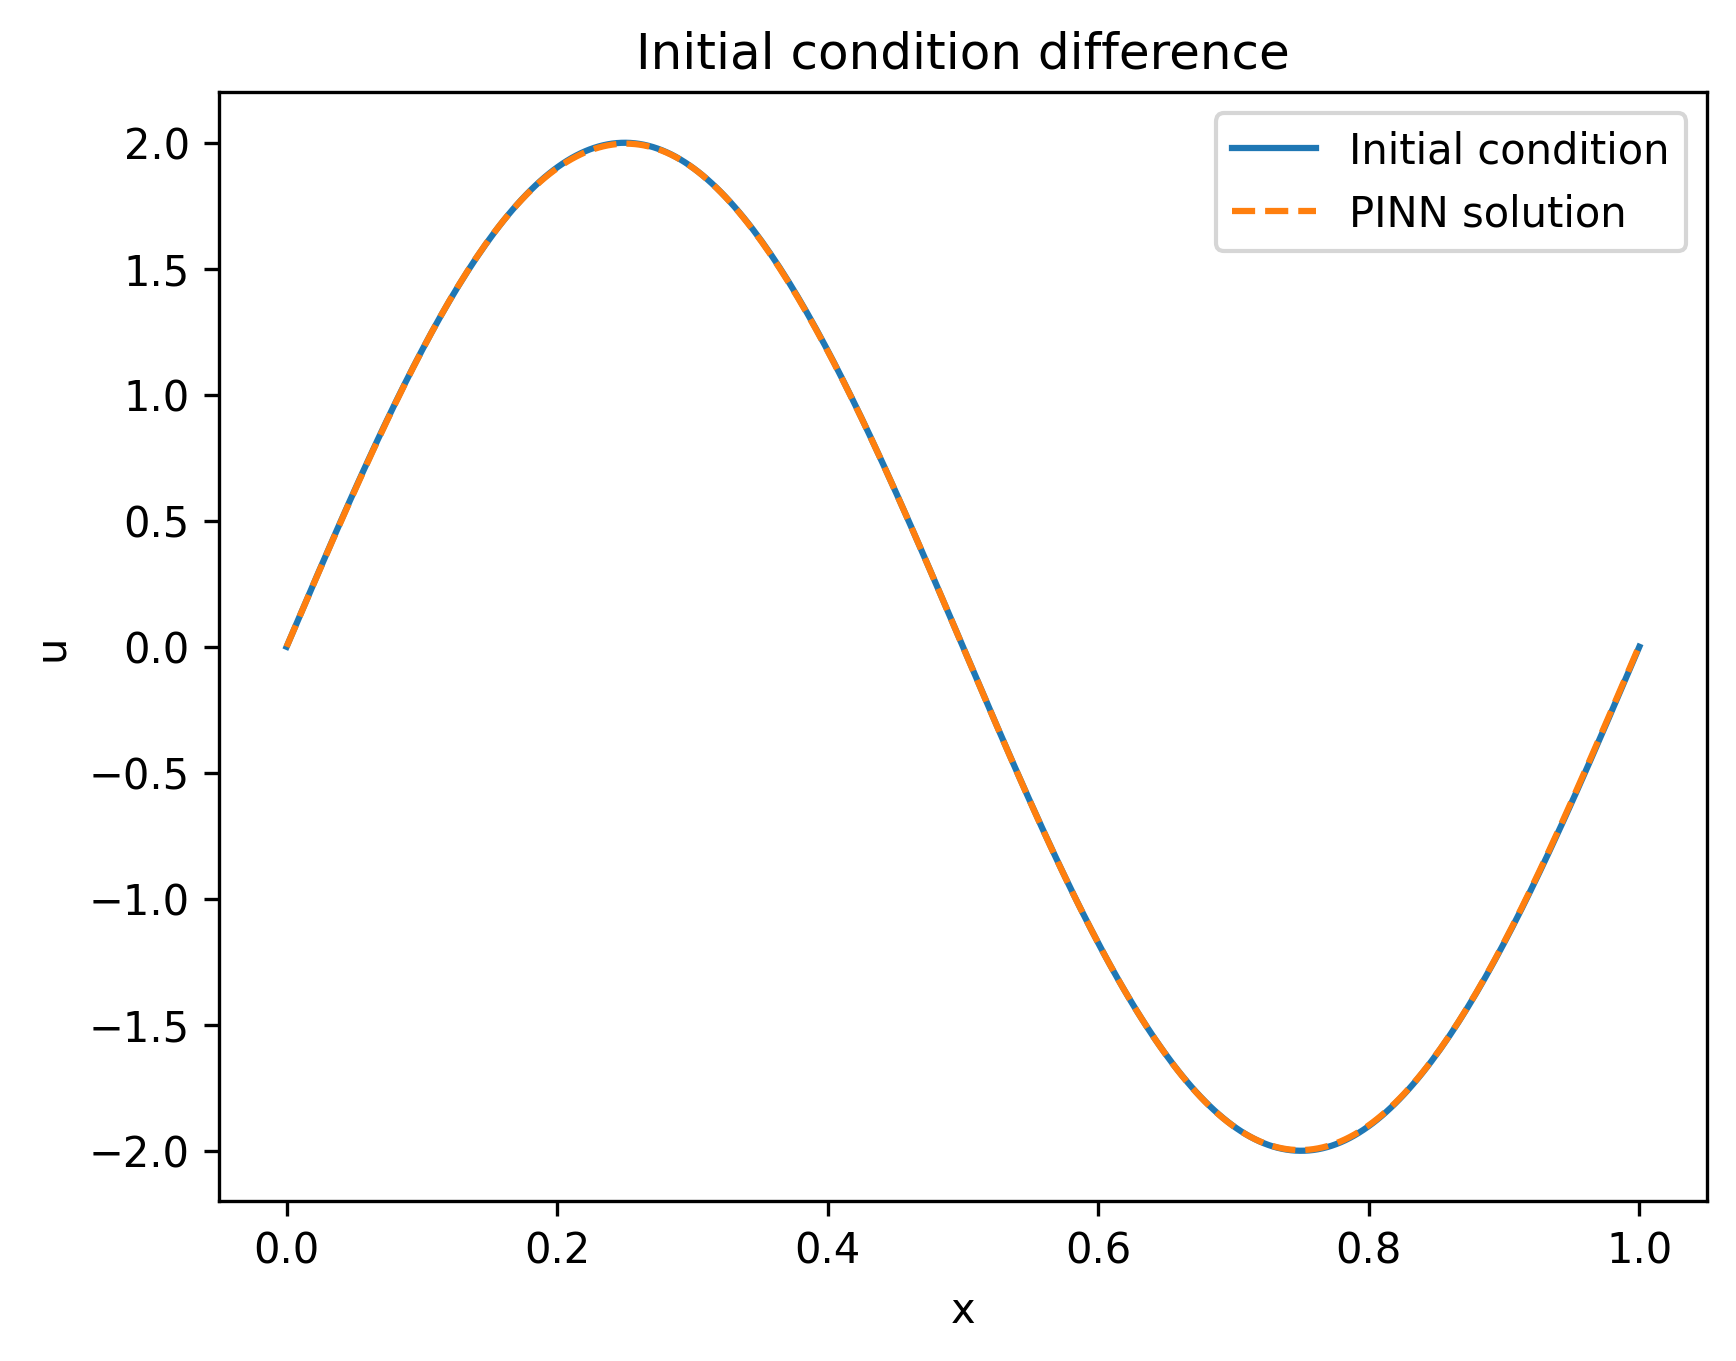 Initial condition difference
Initial condition
PINN solution
2.0
1.5
1.0
0.5
0.0
−0.5
−1.0
−1.5
−2.0
u
0.0 0.2 0.4 0.6 0.8 1.0
x